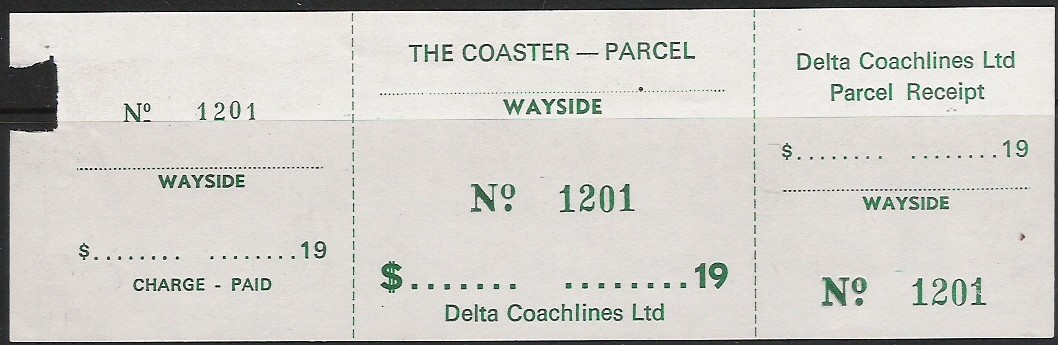 Nº 1201
WAYSIDE
$........ ........19
CHARGE - PAID
THE COASTER — PARCEL
WAYSIDE
Nº 1201
$....... ........19
Delta Coachlines Ltd
Delta Coachlines Ltd
Parcel Receipt
$........ ........19
WAYSIDE
Nº 1201